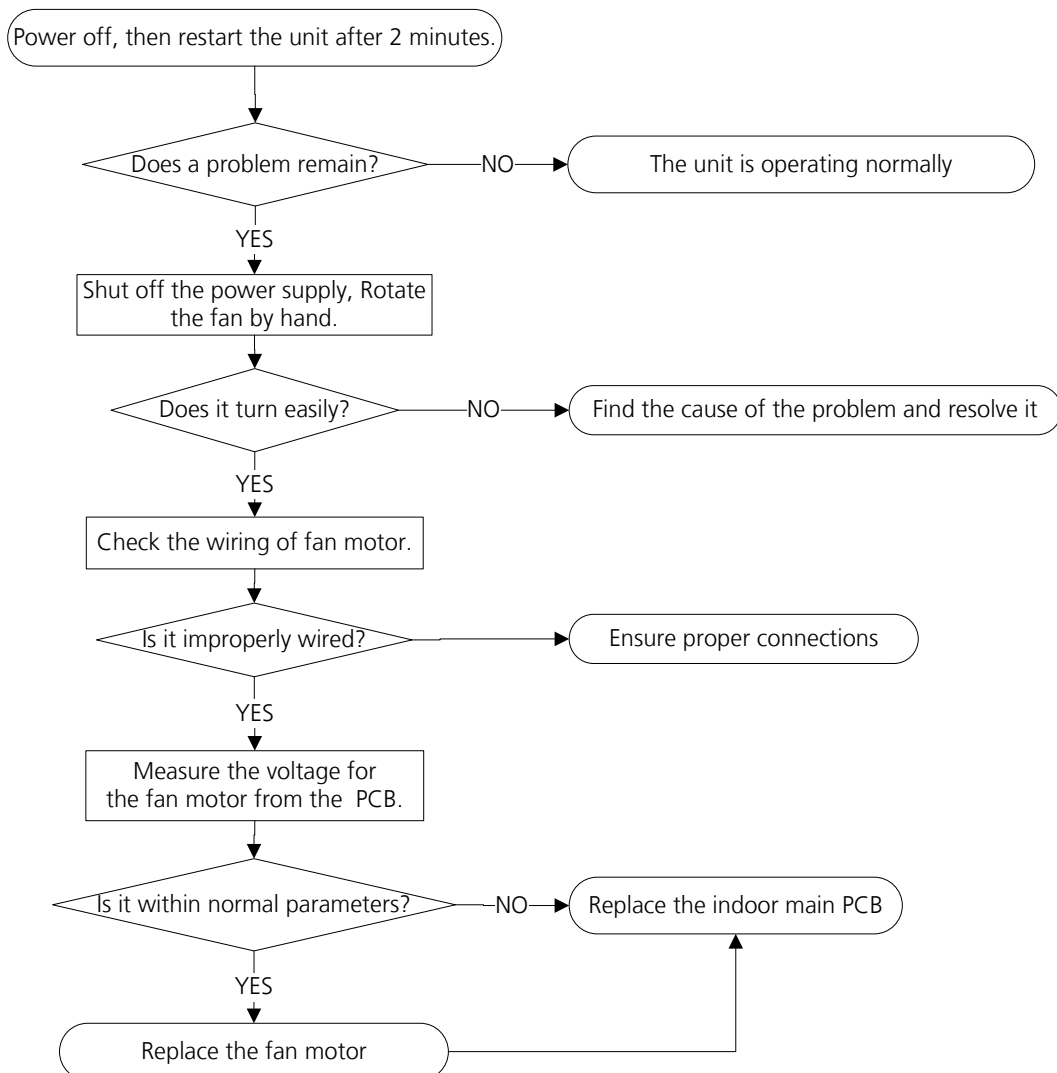 Power off, then restart the unit after 2 minutes.
Does a problem remain?
NO
The unit is operating normally
YES
Shut off the power supply, Rotate
the fan by hand.
Does it turn easily?
NO
Find the cause of the problem and resolve it
YES
Check the wiring of fan motor.
Is it improperly wired?
Ensure proper connections
YES
Measure the voltage for
the fan motor from the PCB.
Is it within normal parameters?
NO
Replace the indoor main PCB
YES
Replace the fan motor